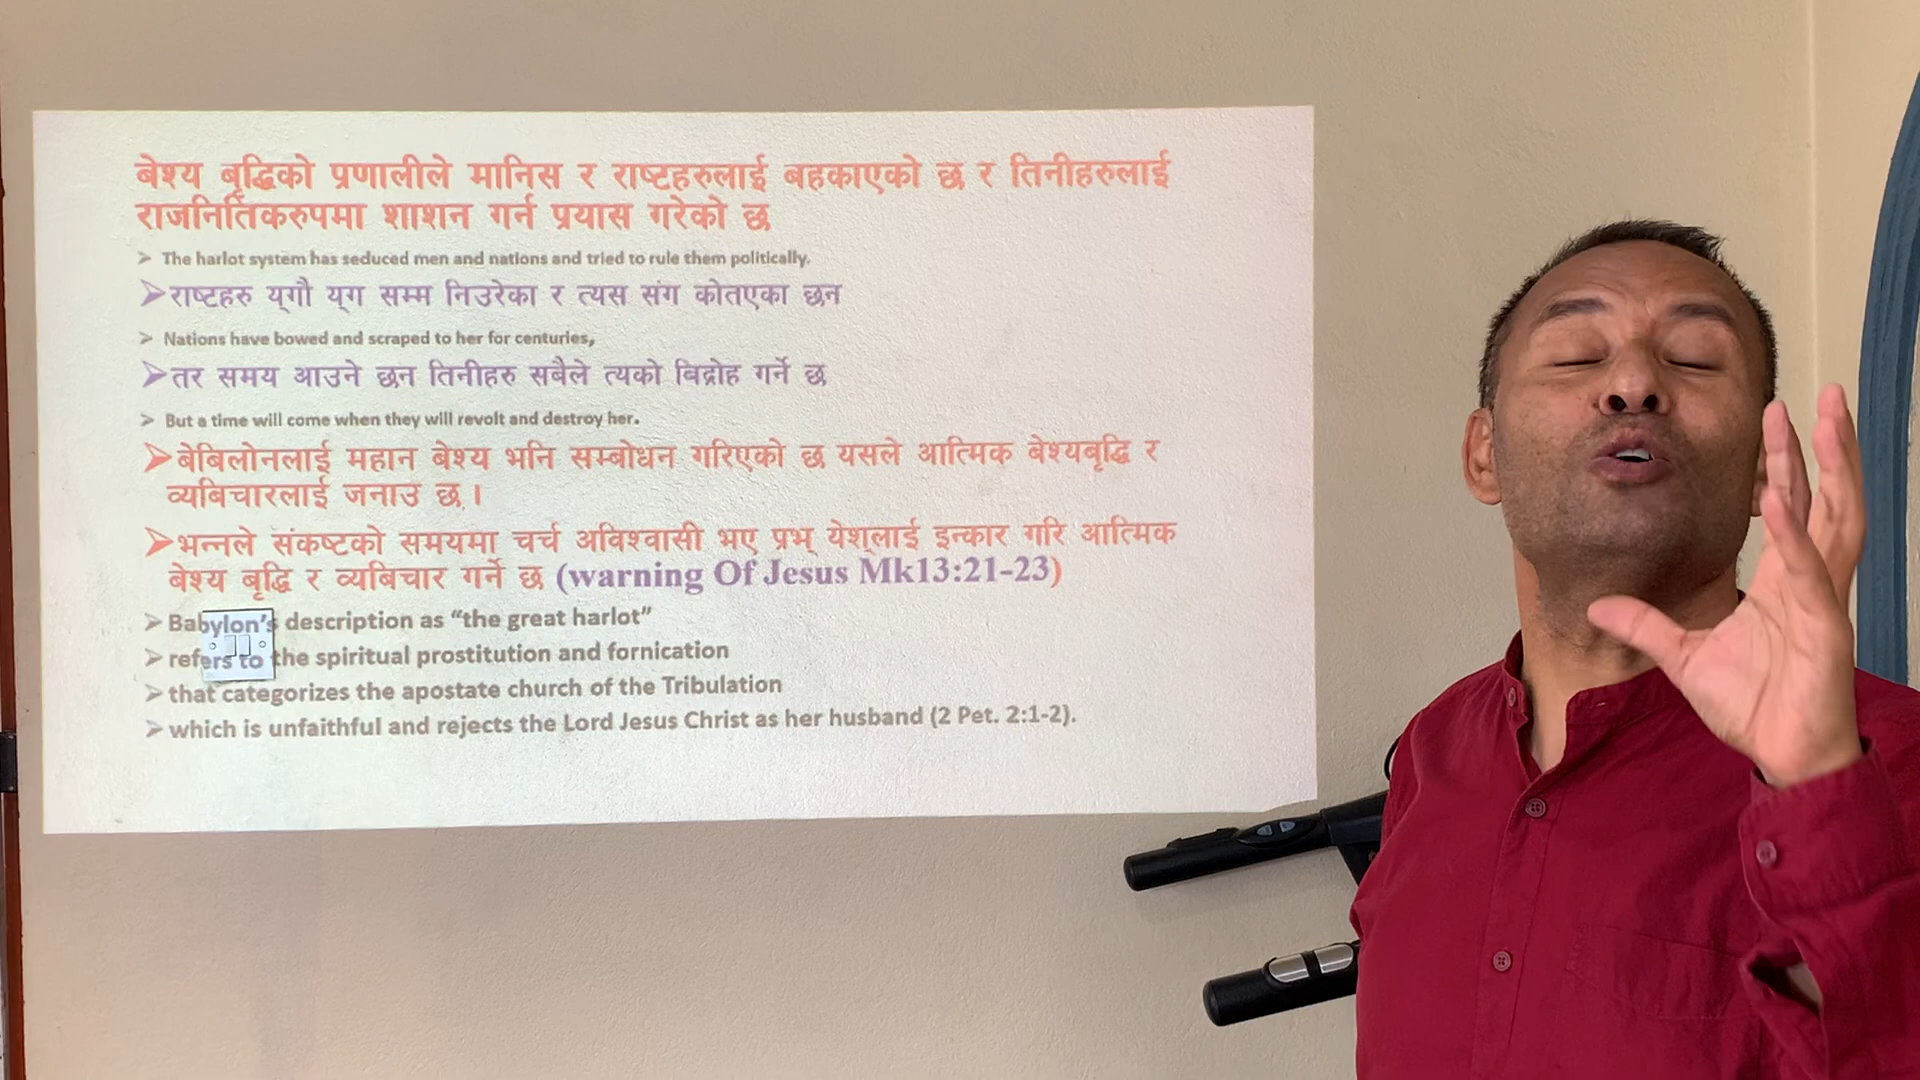 बेश्य बृद्धिको प्रणालीले मानिस र राष्टहरुलाई बहकाएको छ र तिनीहरुलाई
राजनितिकरुपमा शाशन गर्न प्रयास गरेको छ
➢ The harlot system has seduced men and nations and tried to rule them politically.
➢राष्टहरु य्गौ य्ग सम्म निउरेका र त्यस संग कोतएका छन
➢ Nations have bowed and scraped to her for centuries,
➢तर समय आउने छन तिनीहरु सबैले त्यको बिद्रोह गर्ने छ
➢ But a time will come when they will revolt and destroy her.
➢बेबिलोनलाई महान बेश्य भनि सम्बोधन गरिएको छ यसले आत्मिक बेश्यबृद्धि र
व्यबिचारलाई जनाउ छ ।
➢भन्नले संकष्टको समयमा चर्च अविश्वासी भए प्रभ् येश्लाई इन्कार गरि आत्मिक
बेश्य बृद्धि र व्यबिचार गर्ने छ (warning Of Jesus Mk13:21-23)
➢ Babylon's description as “the great harlot”
➢ refers to the spiritual prostitution and fornication
➢ that categorizes the apostate church of the Tribulation
➢ which is unfaithful and rejects the Lord Jesus Christ as her husband (2 Pet. 2:1-2).